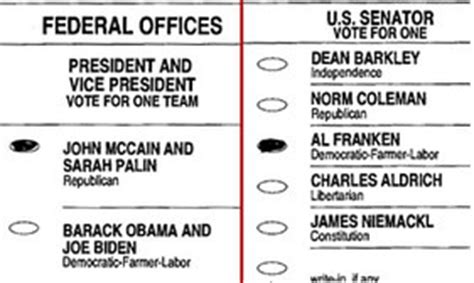 FEDERAL OFFICES
PRESIDENT AND
VICE PRESIDENT
VOTE FOR ONE TEAM
JOHN MCCAIN AND
SARAH PALIN
Republican
BARACK OBAMA AND
JOE BIDEN
Democratic-Farmer-Labor
U.S. SENATOR
VOTE FOR ONE
DEAN BARKLEY
Independence
NORM COLEMAN
Republican
AL FRANKEN
Democratic-Farmer-Labor
CHARLES ALDRICH
Libertarian
JAMES NIEMACKL
Constitution
write-in, if any